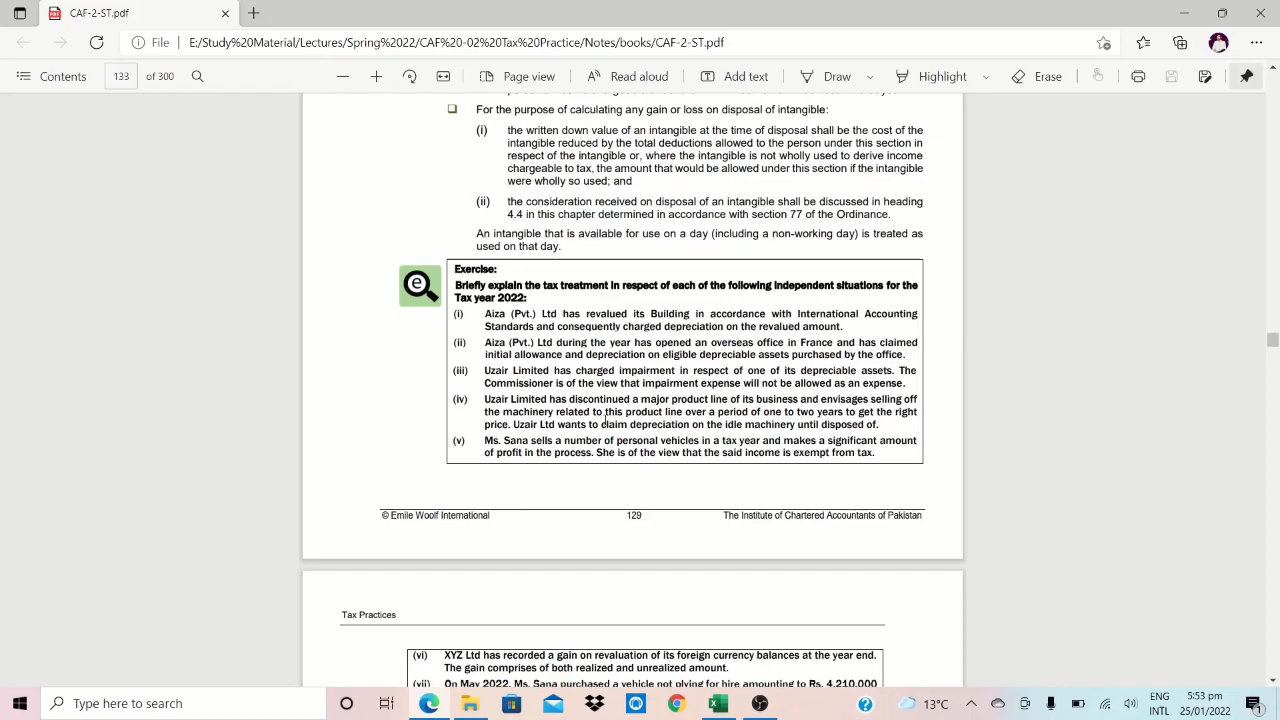 CAF-2-ST.pdf
File
E:/Study%20Material/Lectures/Spring%202022/CAF%20-02%20Tax%20Practice/Notes/books/CAF-2-ST.pdf
Contents 133 of 300 Page view Read aloud Add text Draw Highlight Erase
For the purpose of calculating any gain or loss on disposal of intangible:
(i) the written down value of an intangible at the time of disposal shall be the cost of the
intangible reduced by the total deductions allowed to the person under this section in
respect of the intangible or, where the intangible is not wholly used to derive income
chargeable to tax, the amount that would be allowed under this section if the intangible
were wholly so used; and
(ii) the consideration received on disposal of an intangible shall be discussed in heading
4.4 in this chapter determined in accordance with section 77 of the Ordinance.
An intangible that is available for use on a day (including a non-working day) is treated as
used on that day.
e
Exercise:
Briefly explain the tax treatment in respect of each of the following independent situations for the
Tax year 2022:
(i) Aiza (Pvt.) Ltd has revalued its Building in accordance with International Accounting
Standards and consequently charged depreciation on the revalued amount.
(ii) Aiza (Pvt.) Ltd during the year has opened an overseas office in France and has claimed
initial allowance and depreciation on eligible depreciable assets purchased by the office.
(iii) Uzair Limited has charged impairment in respect of one of its depreciable assets. The
Commissioner is of the view that impairment expense will not be allowed as an expense.
(iv) Uzair Limited has discontinued a major product line of its business and envisages selling off
the machinery related to this product line over a period of one to two years to get the right
price. Uzair Ltd wants to claim depreciation on the idle machinery until disposed of.
(v) Ms. Sana sells a number of personal vehicles in a tax year and makes a significant amount
of profit in the process. She is of the view that the said income is exempt from tax.
© Emile Woolf International 129 The Institute of Chartered Accountants of Pakistan
Tax Practices
(vi) XYZ Ltd has recorded a gain on revaluation of its foreign currency balances at the year end.
The gain comprises of both realized and unrealized amount.
(vii) On May 2022, Ms. Sana purchased a vehicle not plying for hire amounting to Rs. 4,210,000
Type here to search
13°C
ENG
INTL
5:53 pm
25/01/2022